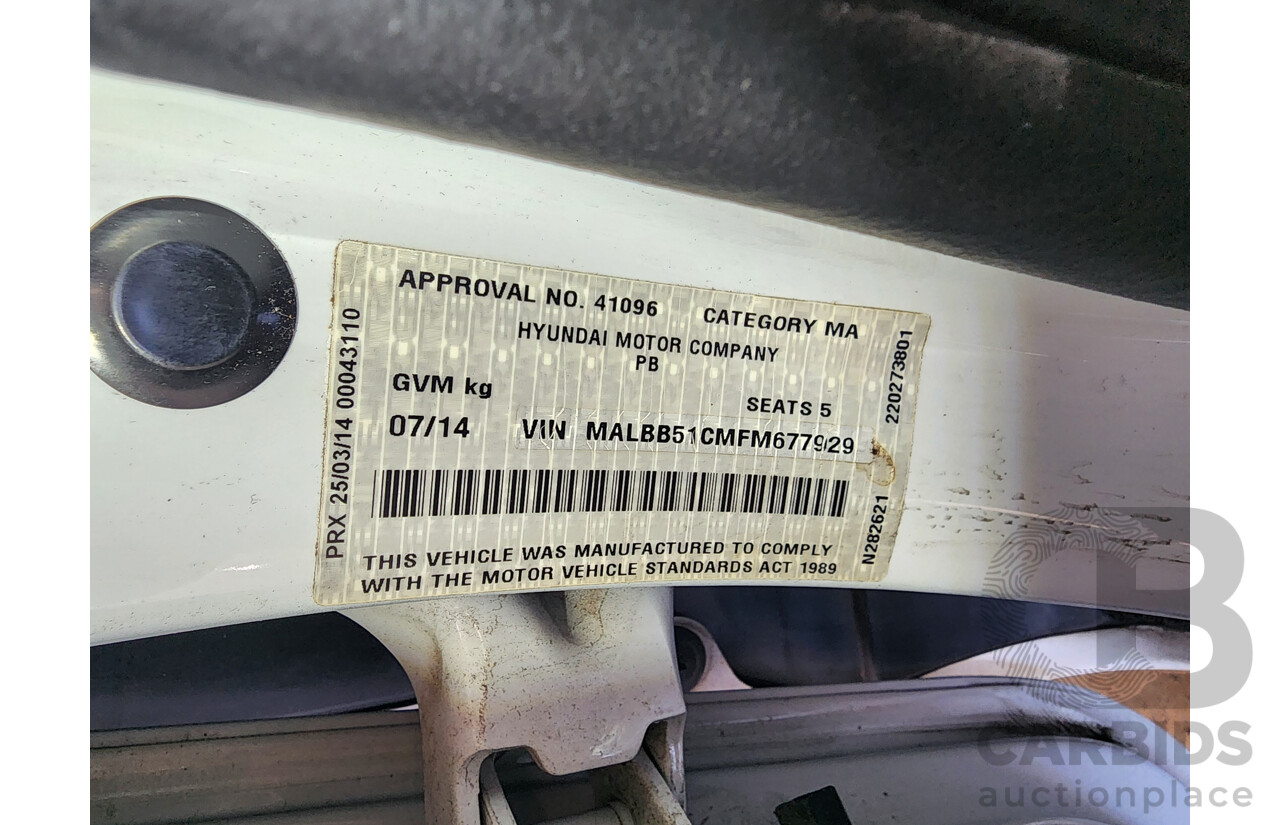 APPROVAL NO. 41096 CATEGORY MA
HYUNDAI MOTOR COMPANY
PB
GVM kg
SEATS 5
07/14 VIN MALBB51CMFM677929
THIS VEHICLE WAS MANUFACTURED TO COMPLY
WITH THE MOTOR VEHICLE STANDARDS ACT 1989
PRX 25/03/14 00043110
220273801
N282621
B
CARBIDS
auctionplace